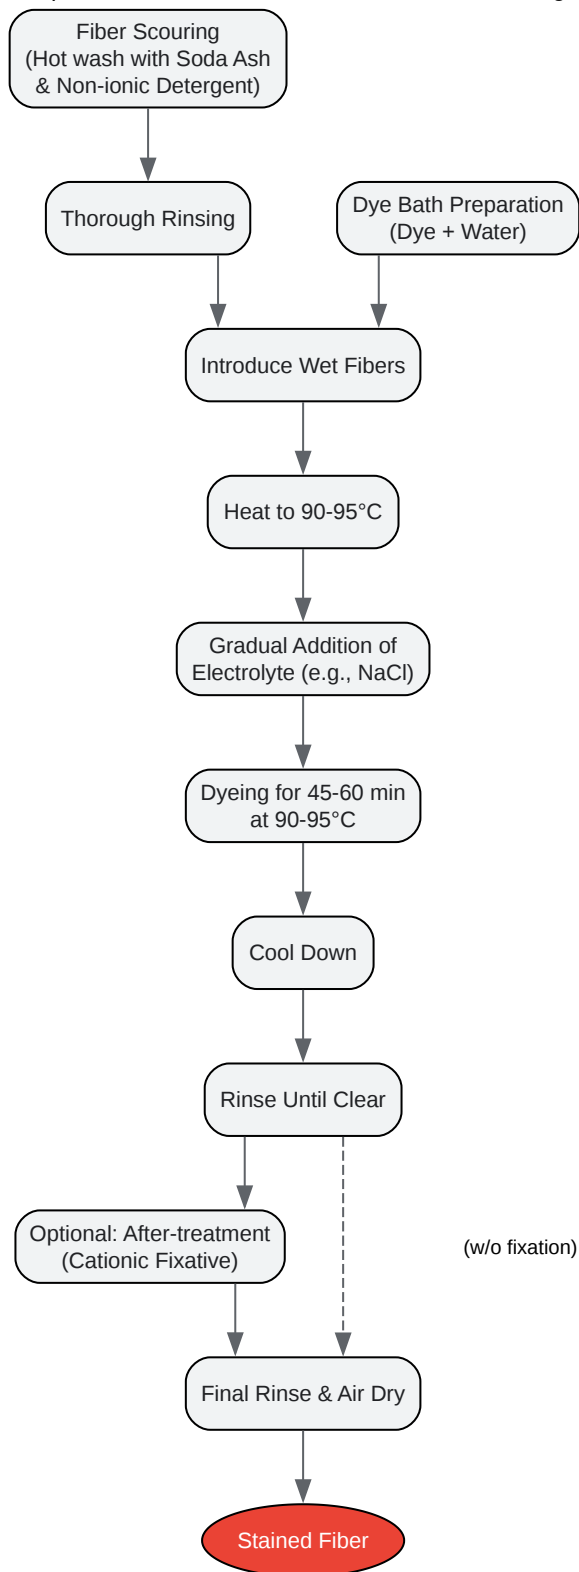 Fiber Scouring
(Hot wash with Soda Ash
& Non-ionic Detergent)
Thorough Rinsing
Dye Bath Preparation
(Dye + Water)
Introduce Wet Fibers
Heat to 90-95°C
Gradual Addition of
Electrolyte (e.g., NaCl)
Dyeing for 45-60 min
at 90-95°C
Cool Down
Rinse Until Clear
Optional: After-treatment
(Cationic Fixative)
(w/o fixation)
Final Rinse & Air Dry
Stained Fiber